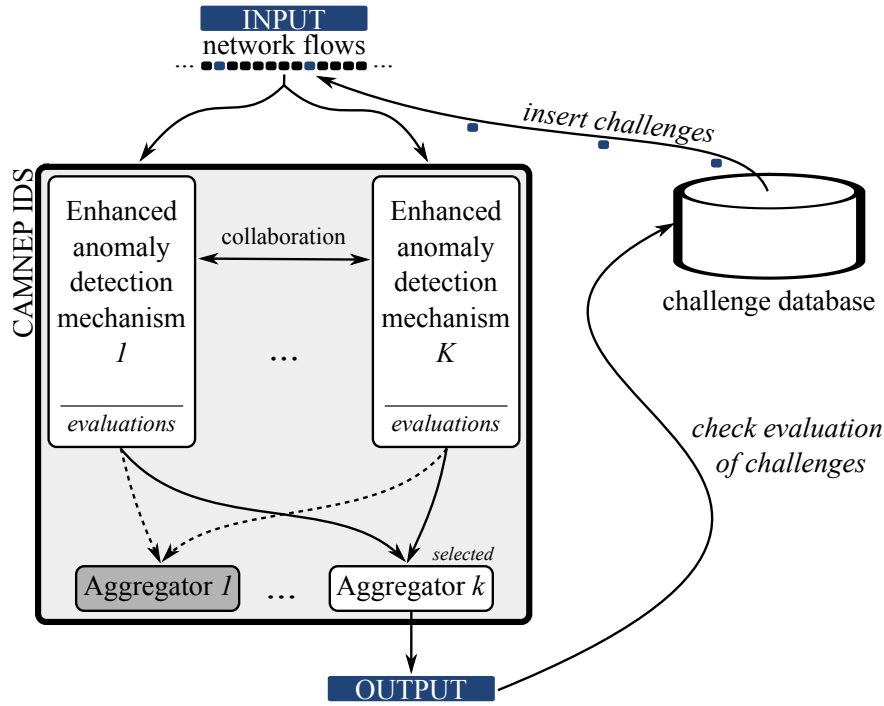 INPUT
network flows
... ...
insert challenges
CAMNEP IDS
Enhanced
anomaly
detection
mechanism
1
evaluations
collaboration
...
Enhanced
anomaly
detection
mechanism
K
evaluations
challenge database
check evaluation
of challenges
selected
Aggregator 1
...
Aggregator k
OUTPUT